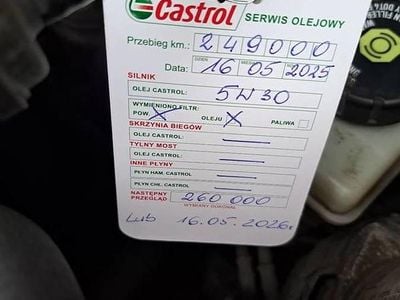 Castrol SERWIS OLEJOWY
Przebieg km.: 249000
DZIEŃ
Data: 16 05 2025
SILNIK
OLEJ CASTROL: 5W30
WYMIENIONO FILTR:
POW. X OLEJU X PALIWA
SKRZYNIA BIEGÓW
OLEJ CASTROL:
TYLNY MOST
OLEJ CASTROL:
INNE PŁYNY
PŁYN HAM. CASTROL
PŁYN CHŁ. CASTROL
NASTĘPNY PRZEGLĄD 260 000
WYMIANY DOKONAŁ
Lub 16.05.2026r